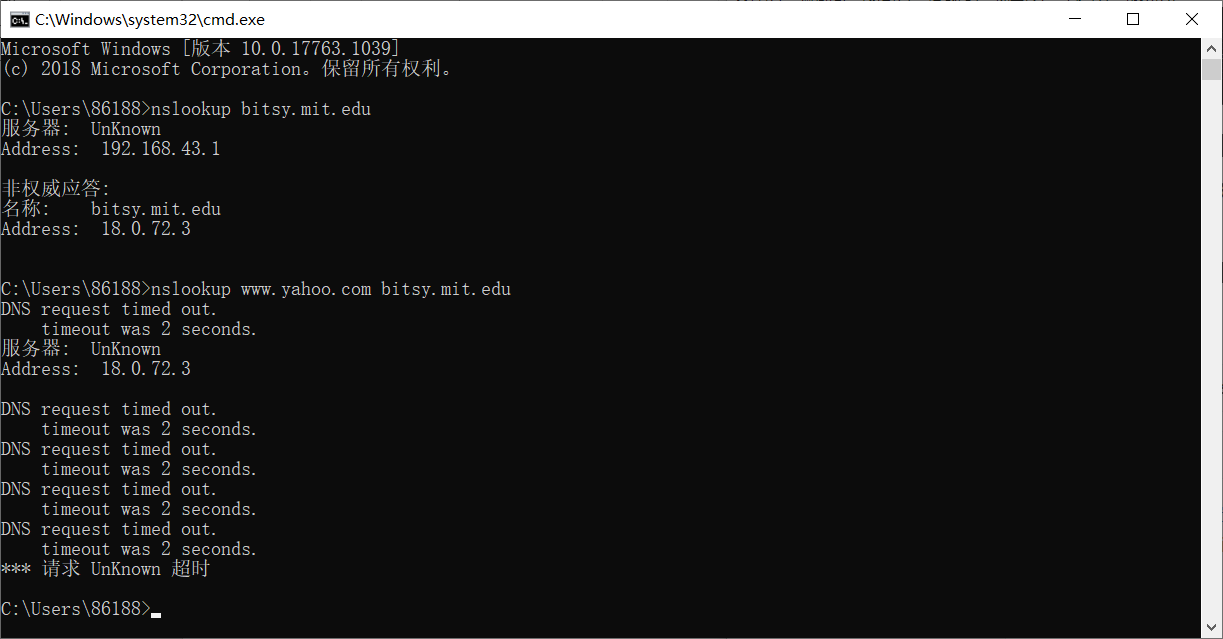 C:\Windows\system32\cmd.exe
Microsoft Windows [版本 10.0.17763.1039]
(c) 2018 Microsoft Corporation。保留所有权利。
C:\Users\86188>nslookup bitsy.mit.edu
服务器:  UnKnown
Address:  192.168.43.1
非权威应答:
名称:    bitsy.mit.edu
Address:  18.0.72.3
C:\Users\86188>nslookup www.yahoo.com bitsy.mit.edu
DNS request timed out.
    timeout was 2 seconds.
服务器:  UnKnown
Address:  18.0.72.3
DNS request timed out.
    timeout was 2 seconds.
DNS request timed out.
    timeout was 2 seconds.
DNS request timed out.
    timeout was 2 seconds.
DNS request timed out.
    timeout was 2 seconds.
*** 请求 UnKnown 超时
C:\Users\86188>